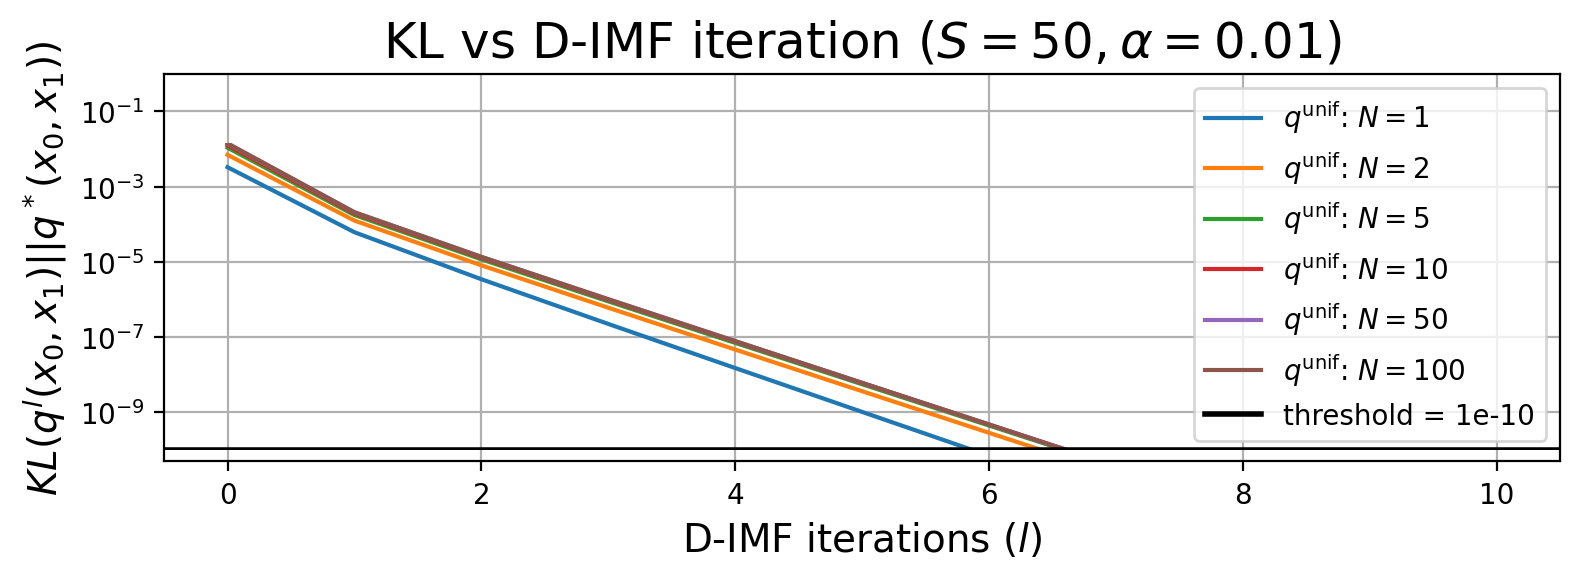 KL vs D-IMF iteration (S = 50, α = 0.01)
KL(q^l(x_0, x_1)||q^*(x_0, x_1))
10^{-1}
10^{-3}
10^{-5}
10^{-7}
10^{-9}
q^{unif}: N = 1
q^{unif}: N = 2
q^{unif}: N = 5
q^{unif}: N = 10
q^{unif}: N = 50
q^{unif}: N = 100
threshold = 1e-10
0 2 4 6 8 10
D-IMF iterations (l)